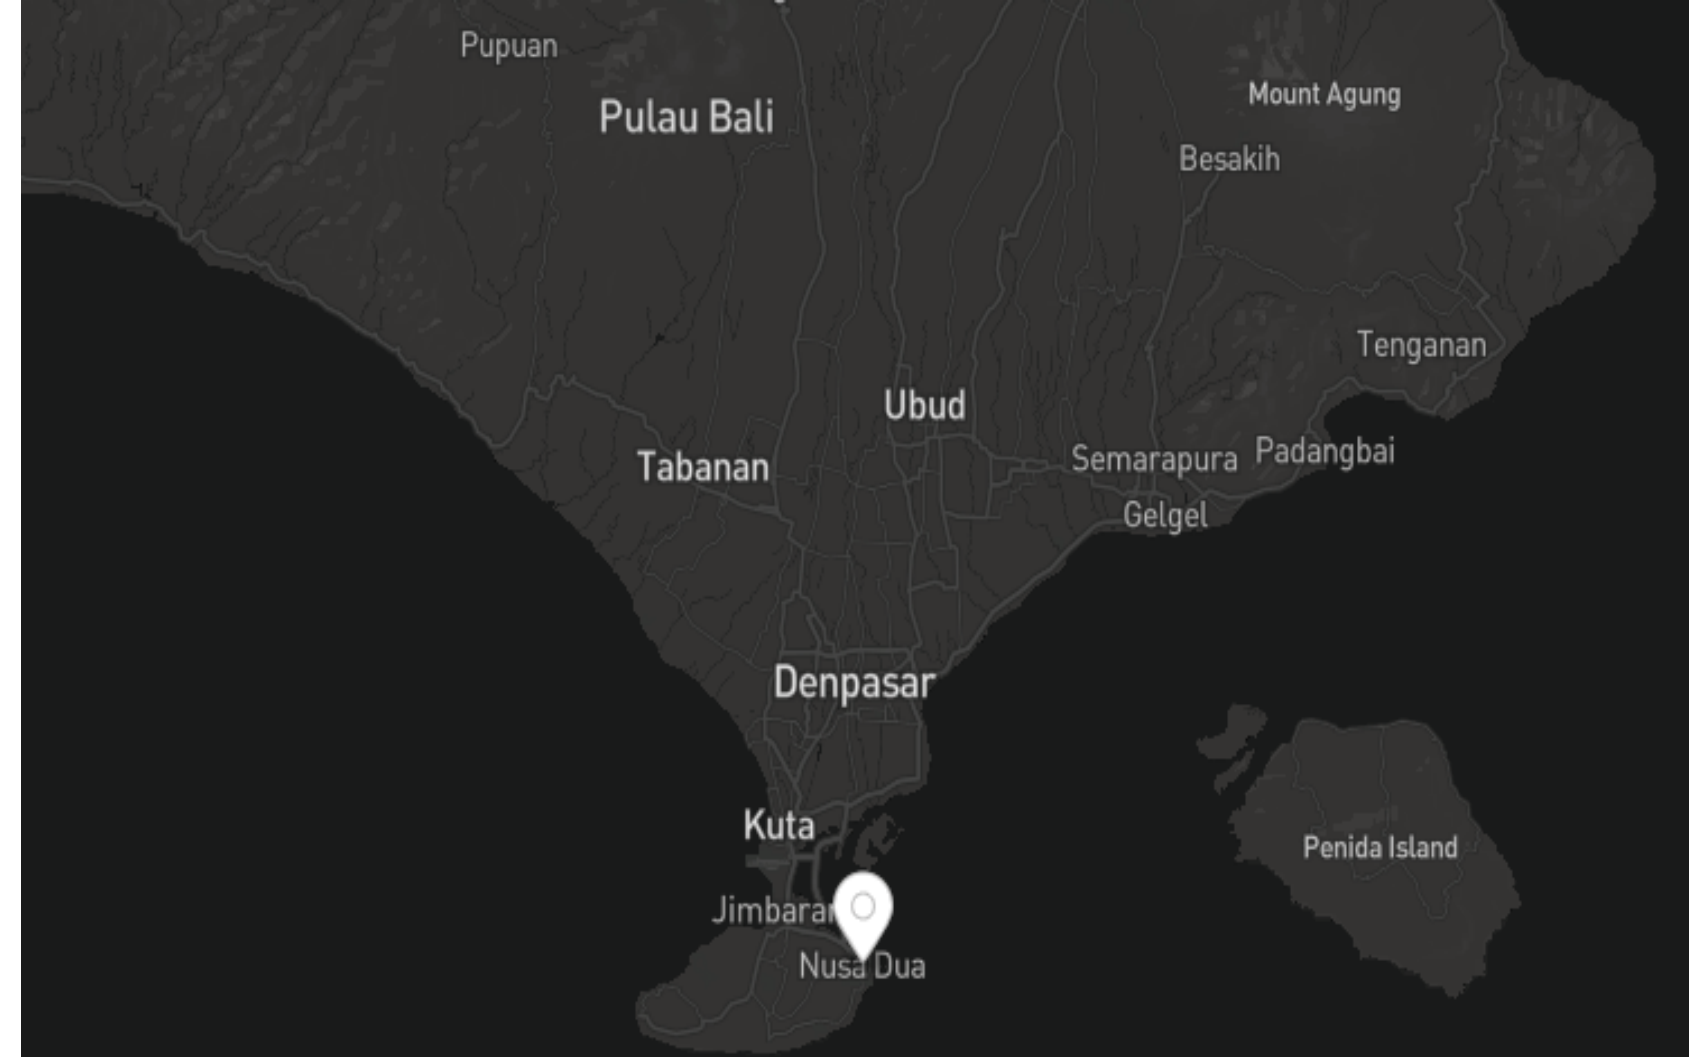 Pupuan
Pulau Bali
Mount Agung
Besakih
Tenganan
Ubud
Tabanan
Semarapura
Padangbai
Gelgel
Denpasar
Kuta
Penida Island
Jimbaran
Nusa Dua